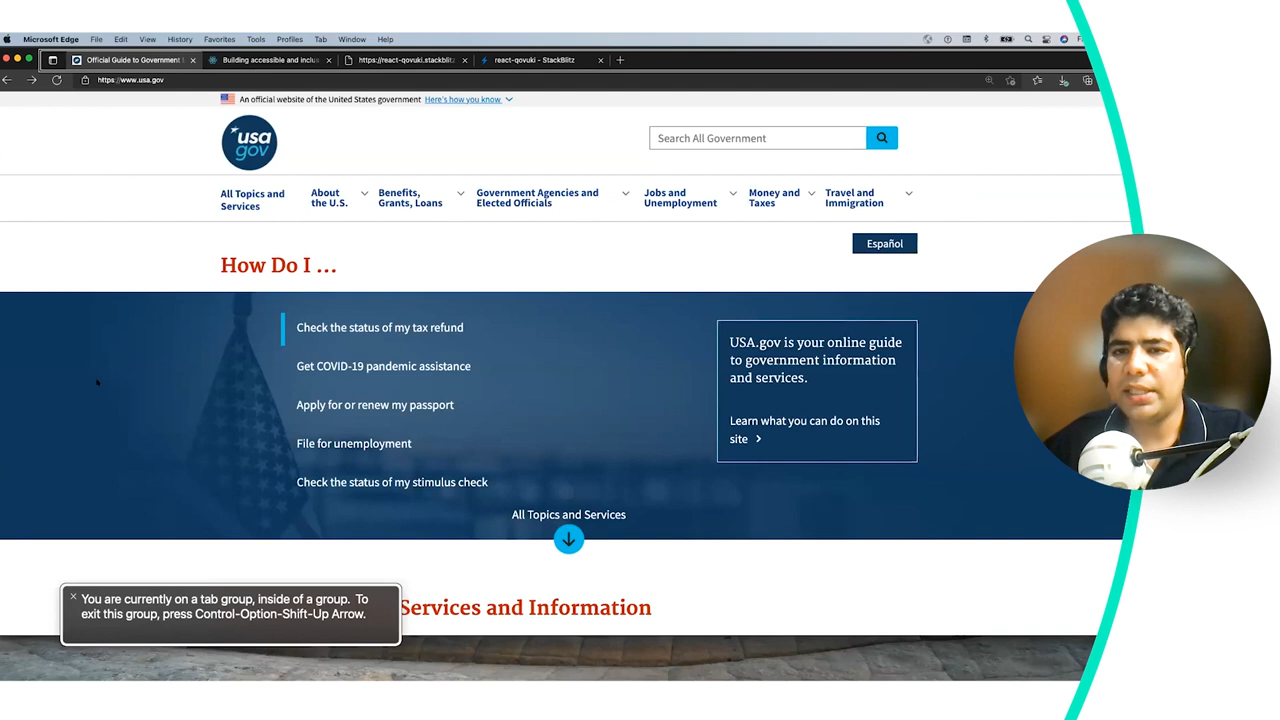 Microsoft Edge File Edit View History Favorites Tools Profiles Tab Window Help
Official Guide to Government Building accessible and inclus https://react-qovuki.stackblitz react-qovuki - StackBlitz
https://www.usa.gov
An official website of the United States government Here's how you know
usa
gov
Search All Government
All Topics and
Services
About
the U.S.
Benefits,
Grants, Loans
Government Agencies and
Elected Officials
Jobs and
Unemployment
Money and
Taxes
Travel and
Immigration
Español
How Do I ...
Check the status of my tax refund
Get COVID-19 pandemic assistance
Apply for or renew my passport
File for unemployment
Check the status of my stimulus check
USA.gov is your online guide
to government information
and services.
Learn what you can do on this
site
All Topics and Services
You are currently on a tab group, inside of a group. To
exit this group, press Control-Option-Shift-Up Arrow.
Services and Information